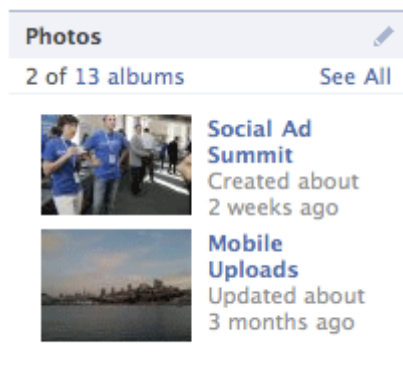 Photos
2 of 13 albums See All
Social Ad
Summit
Created about
2 weeks ago
Mobile
Uploads
Updated about
3 months ago